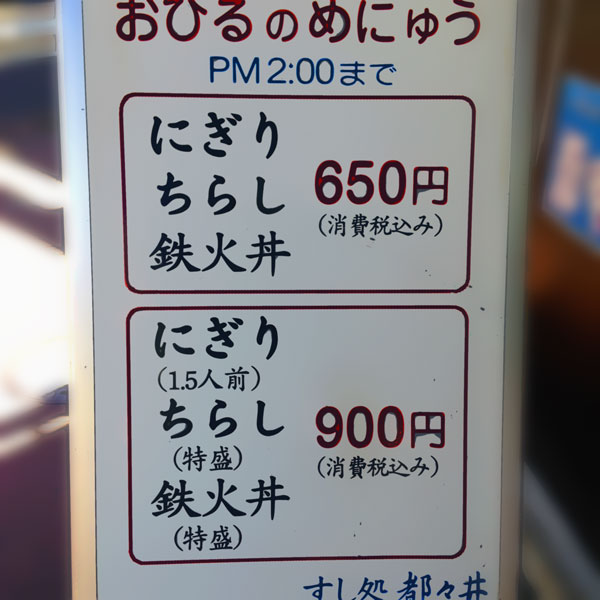 おひるのめにゅう
PM2:00まで
にぎり
ちらし
鉄火丼
650円
(消費税込み)
にぎり
(1.5人前)
ちらし
(特盛)
鉄火丼
(特盛)
900円
(消費税込み)
すし処 都々井